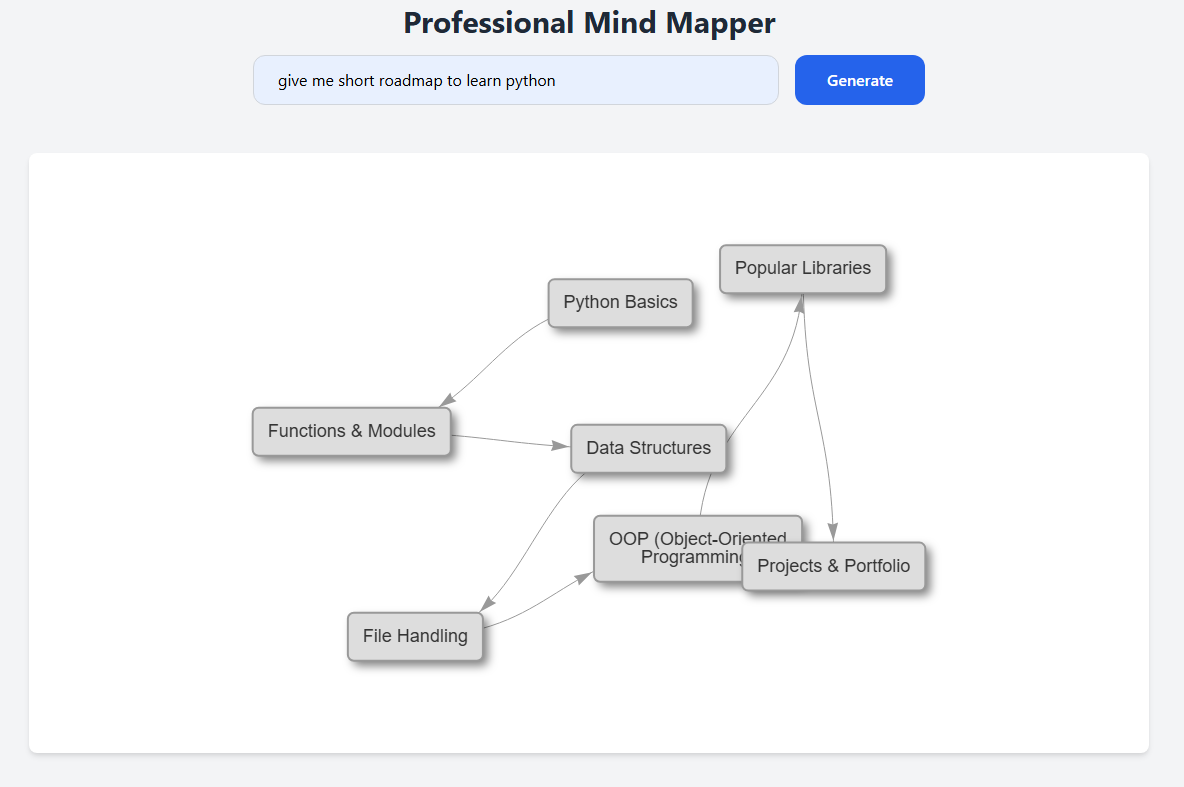 Professional Mind Mapper
give me short roadmap to learn python
Generate
Popular Libraries
Python Basics
Functions & Modules
Data Structures
OOP (Object-Oriented
Programming
Projects & Portfolio
File Handling